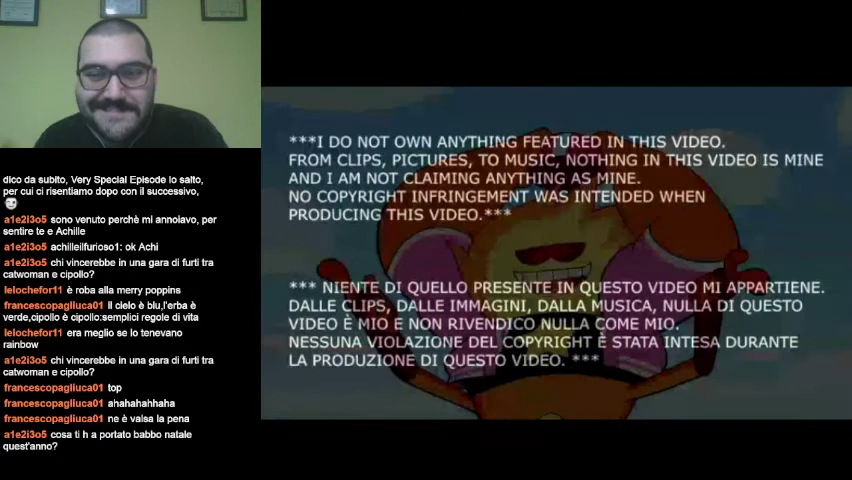 dico da subito, Very Special Episode lo salto,
per cui ci risentiamo dopo con il successivo,
a1e2i3o5 sono venuto perchè mi annoiavo, per
sentire te e Achille
a1e2i3o5 achilleilfurioso1: ok Achi
a1e2i3o5 chi vincerebbe in una gara di furti tra
catwoman e cipollo?
lelochefor11 è roba alla merry poppins
francescopagliuca01 il cielo è blu,l'erba è
verde,cipollo è cipollo:semplici regole di vita
lelochefor11 era meglio se lo tenevano
rainbow
a1e2i3o5 chi vincerebbe in una gara di furti tra
catwoman e cipollo?
francescopagliuca01 top
francescopagliuca01 ahahahahhaha
francescopagliuca01 ne è valsa la pena
a1e2i3o5 cosa ti h a portato babbo natale
quest'anno?
***I DO NOT OWN ANYTHING FEATURED IN THIS VIDEO.
FROM CLIPS, PICTURES, TO MUSIC, NOTHING IN THIS VIDEO IS MINE
AND I AM NOT CLAIMING ANYTHING AS MINE.
NO COPYRIGHT INFRINGEMENT WAS INTENDED WHEN
PRODUCING THIS VIDEO.***
*** NIENTE DI QUELLO PRESENTE IN QUESTO VIDEO MI APPARTIENE.
DALLE CLIPS, DALLE IMMAGINI, DALLA MUSICA, NULLA DI QUESTO
VIDEO È MIO E NON RIVENDICO NULLA COME MIO.
NESSUNA VIOLAZIONE DEL COPYRIGHT È STATA INTESA DURANTE
LA PRODUZIONE DI QUESTO VIDEO. ***